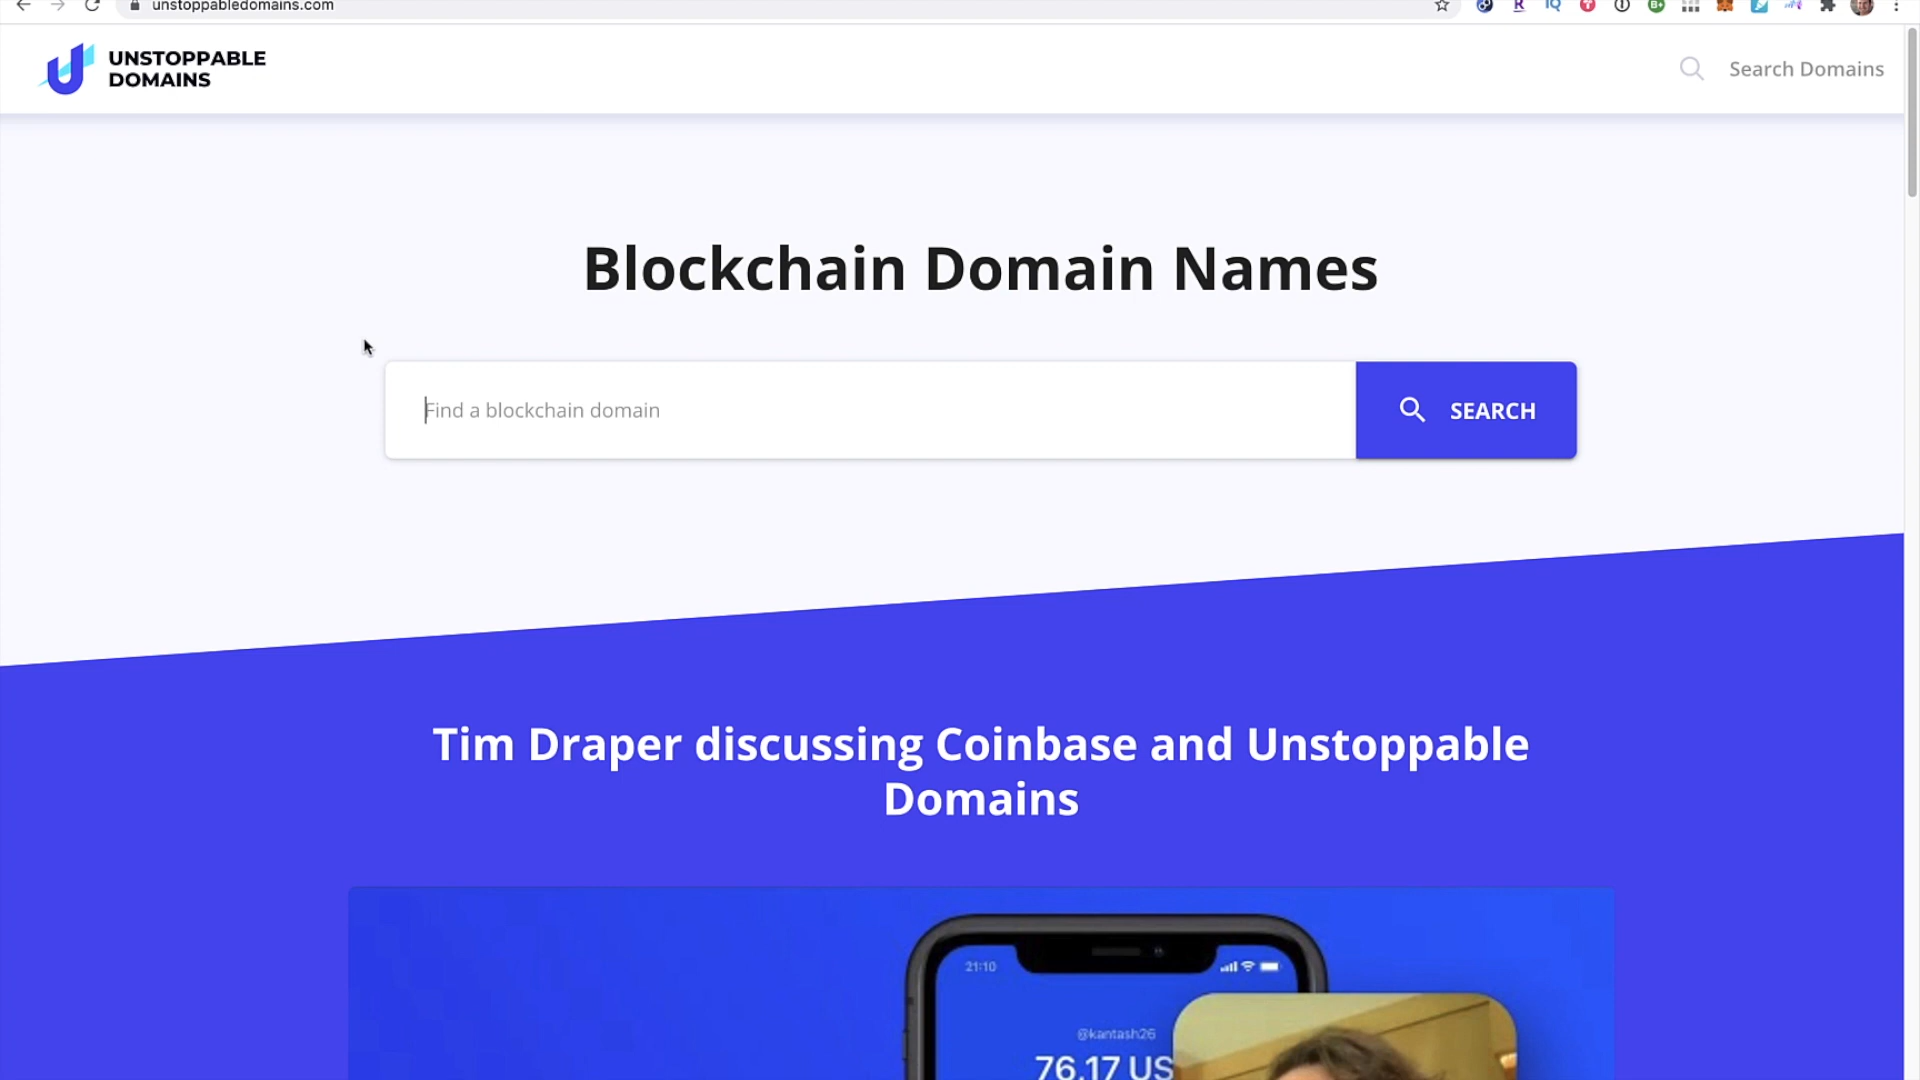 unstoppabledomains.com
UNSTOPPABLE
DOMAINS
Search Domains
Blockchain Domain Names
Find a blockchain domain
SEARCH
Tim Draper discussing Coinbase and Unstoppable
Domains
21:10
@kantash26
76.17 US